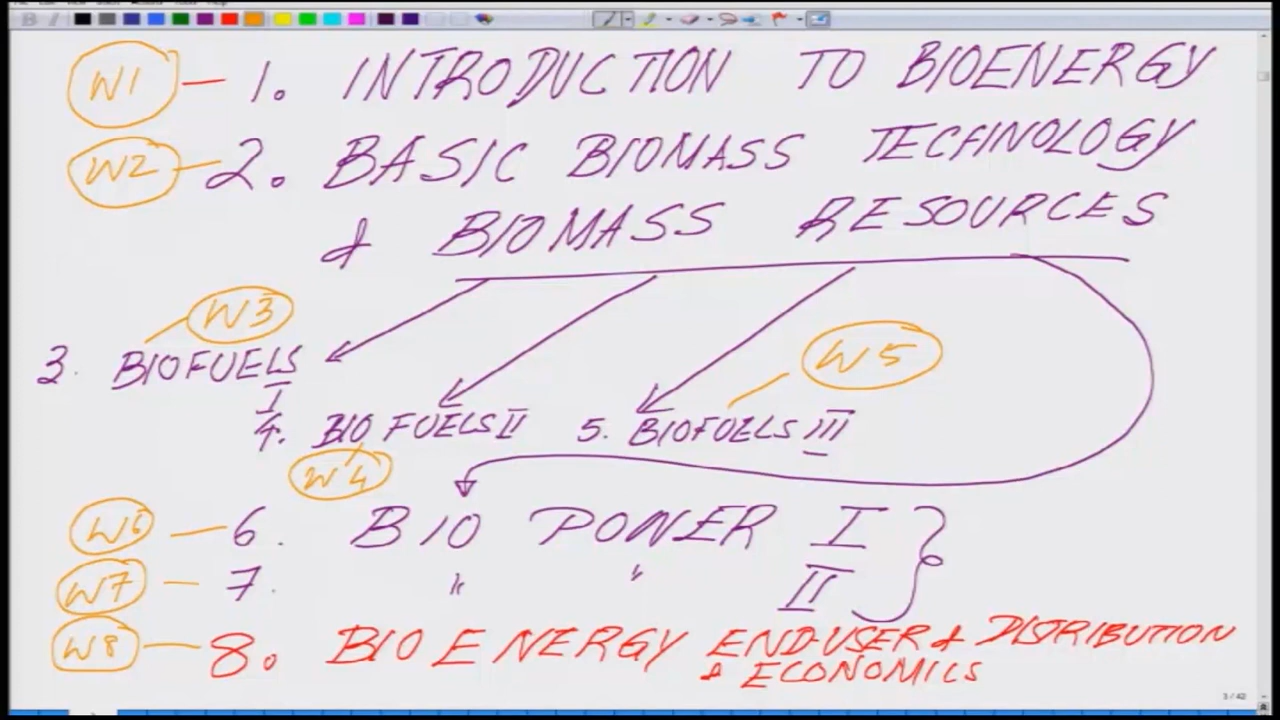 W1 1. INTRODUCTION TO BIOENERGY
W2 2. BASIC BIOMASS TECHNOLOGY
& BIOMASS RESOURCES
W3
3. BIOFUELS I
W5
4. BIO FUELS II 5. BIOFUELS III
W4
W6 6. BIO POWER I
W7 7. " " II
W8 8. BIO ENERGY END-USER & DISTRIBUTION
& ECONOMICS
3 / 42